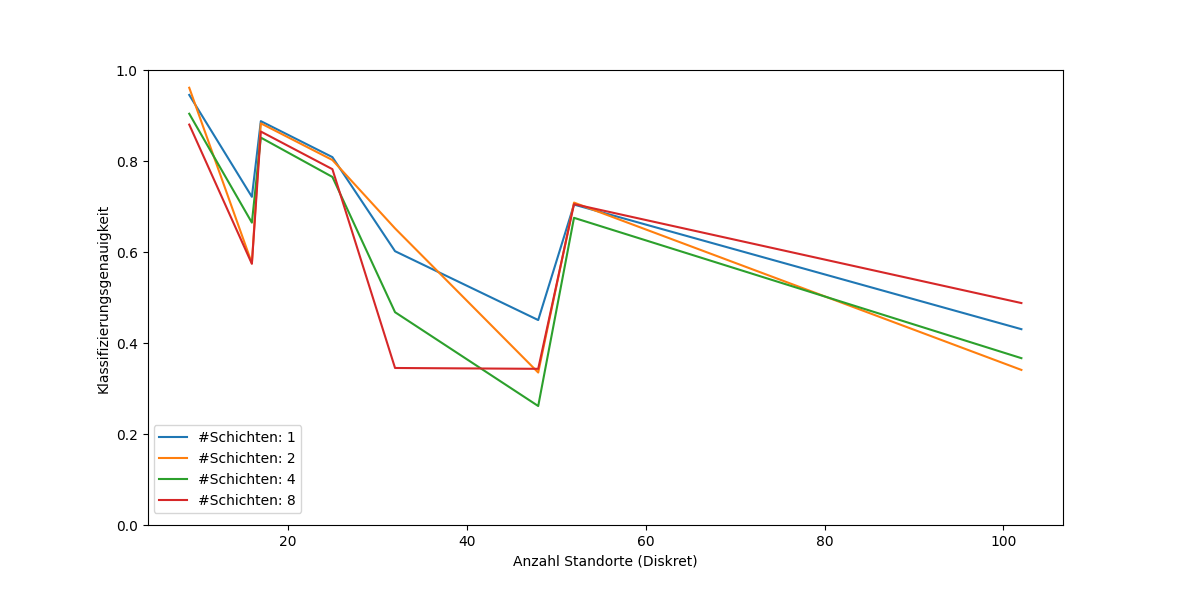 1.0
0.8
0.6
0.4
0.2
0.0
Klassifizierungsgenauigkeit
#Schichten: 1
#Schichten: 2
#Schichten: 4
#Schichten: 8
20 40 60 80 100
Anzahl Standorte (Diskret)